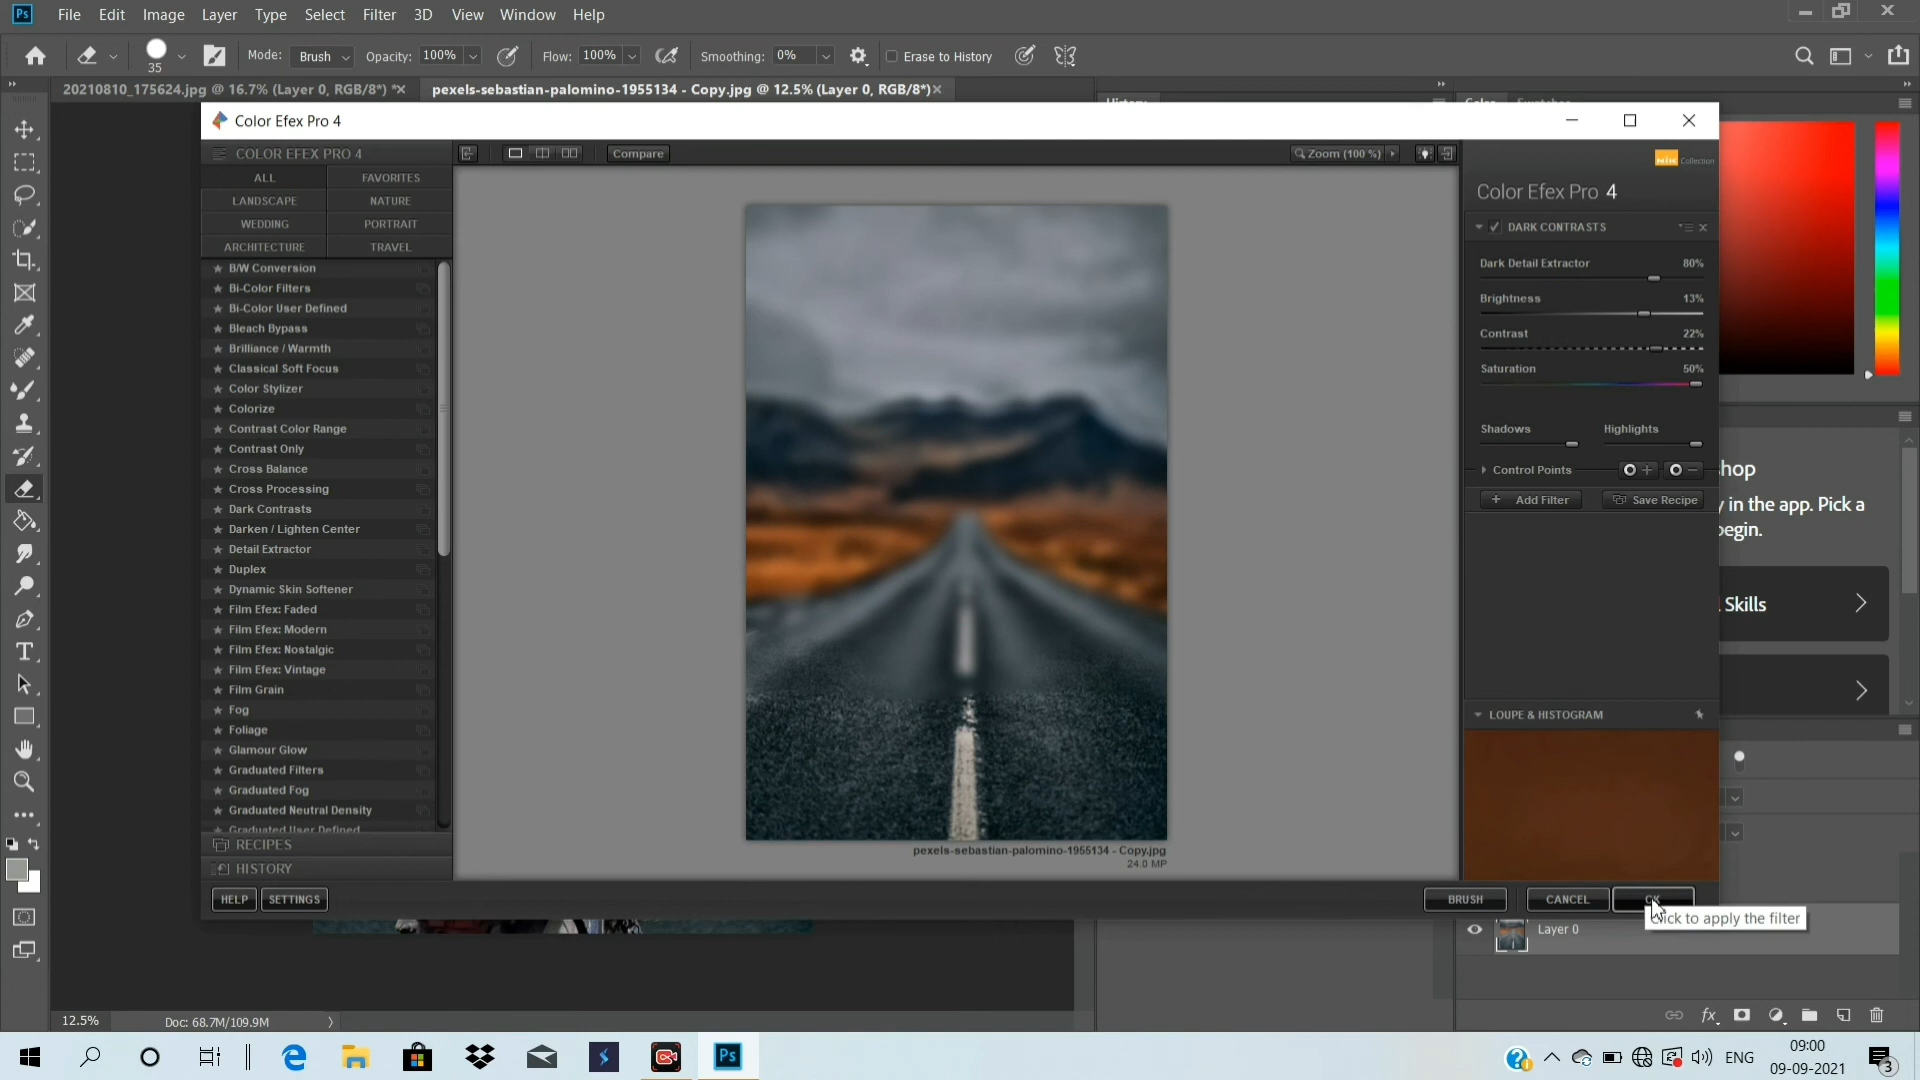 Ps File Edit Image Layer Type Select Filter 3D View Window Help
35 Mode: Brush Opacity: 100% Flow: 100% Smoothing: 0% Erase to History
20210810_175624.jpg @ 16.7% (Layer 0, RGB/8*) *
pexels-sebastian-palomino-1955134 - Copy.jpg @ 12.5% (Layer 0, RGB/8*)
Color Efex Pro 4
COLOR EFEX PRO 4
Compare
Zoom (100 %)
ALL FAVORITES
LANDSCAPE NATURE
WEDDING PORTRAIT
ARCHITECTURE TRAVEL
B/W Conversion
Bi-Color Filters
Bi-Color User Defined
Bleach Bypass
Brilliance / Warmth
Classical Soft Focus
Color Stylizer
Colorize
Contrast Color Range
Contrast Only
Cross Balance
Cross Processing
Dark Contrasts
Darken / Lighten Center
Detail Extractor
Duplex
Dynamic Skin Softener
Film Efex: Faded
Film Efex: Modern
Film Efex: Nostalgic
Film Efex: Vintage
Film Grain
Fog
Foliage
Glamour Glow
Graduated Filters
Graduated Fog
Graduated Neutral Density
Graduated User Defined
RECIPES
HISTORY
HELP SETTINGS
pexels-sebastian-palomino-1955134 - Copy.jpg
24.0 MP
Nik Collection
Color Efex Pro 4
DARK CONTRASTS
Dark Detail Extractor 80%
Brightness 13%
Contrast 22%
Saturation 50%
Shadows Highlights
Control Points
Add Filter Save Recipe
LOUPE & HISTOGRAM
BRUSH CANCEL
to apply the filter
hop
in the app. Pick a
Skills
Layer 0
12.5% Doc: 68.7M/109.9M
fx
Ps
ENG
09:00
09-09-2021
3